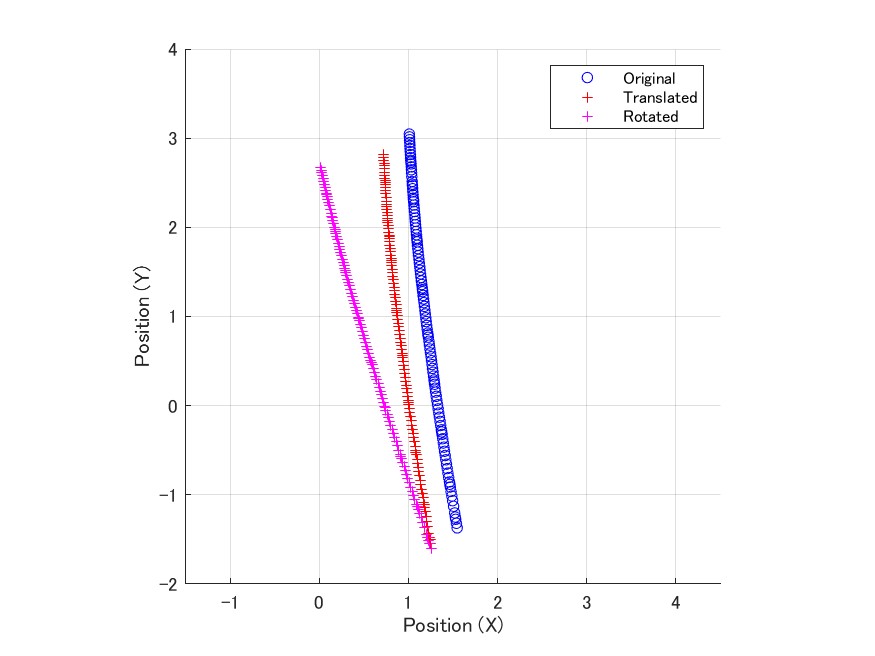 Original
Translated
Rotated
4
3
2
1
0
-1
-2
Position (Y)
-1
0
1
2
3
4
Position (X)